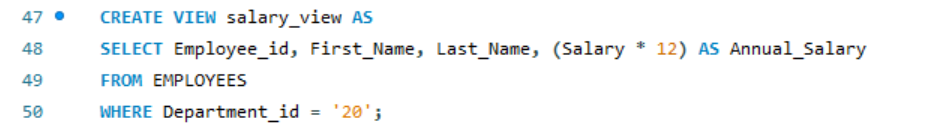 47 CREATE VIEW salary_view AS
48 SELECT Employee_id, First_Name, Last_Name, (Salary * 12) AS Annual_Salary
49 FROM EMPLOYEES
50 WHERE Department_id = '20';